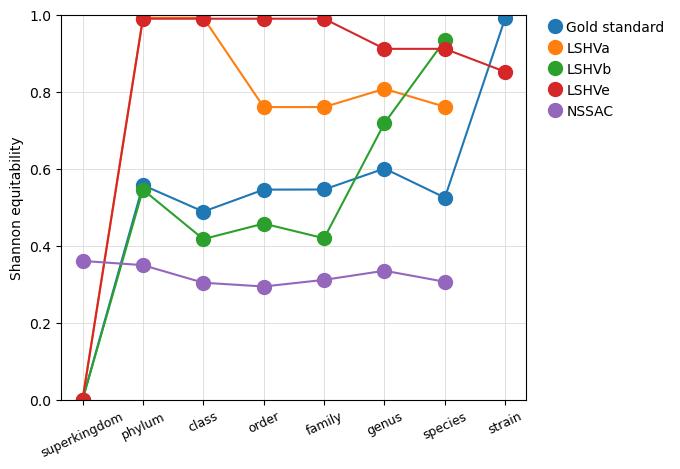 1.0
0.8
0.6
0.4
0.2
0.0
Shannon equitability
superkingdom
phylum
class
order
family
genus
species
strain
Gold standard
LSHVa
LSHVb
LSHVe
NSSAC